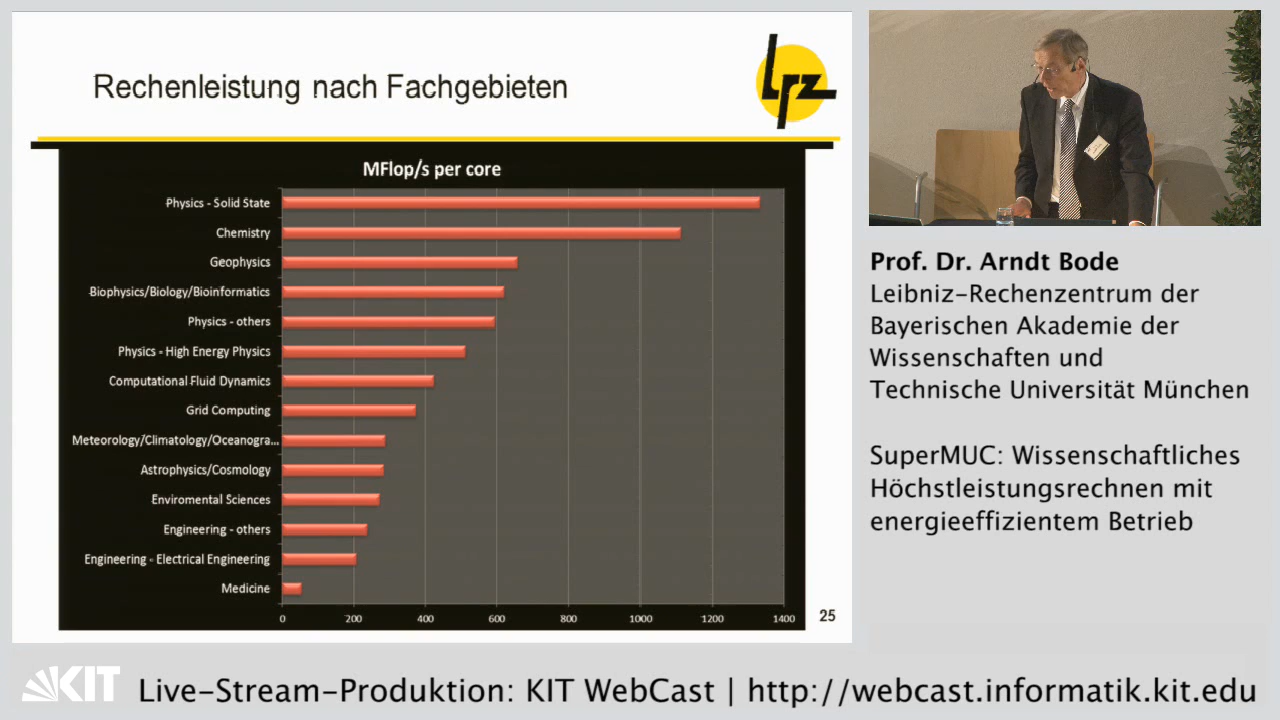 Rechenleistung nach Fachgebieten
lrz
MFlop/s per core
Physics - Solid State
Chemistry
Geophysics
Biophysics/Biology/Bioinformatics
Physics - others
Physics - High Energy Physics
Computational Fluid Dynamics
Grid Computing
Meteorology/Climatology/Oceanogra...
Astrophysics/Cosmology
Enviromental Sciences
Engineering - others
Engineering - Electrical Engineering
Medicine
0 200 400 600 800 1000 1200 1400
25
Prof. Dr. Arndt Bode
Leibniz-Rechenzentrum der
Bayerischen Akademie der
Wissenschaften und
Technische Universität München
SuperMUC: Wissenschaftliches
Höchstleistungsrechnen mit
energieeffizientem Betrieb
KIT
Live-Stream-Produktion: KIT WebCast | http://webcast.informatik.kit.edu